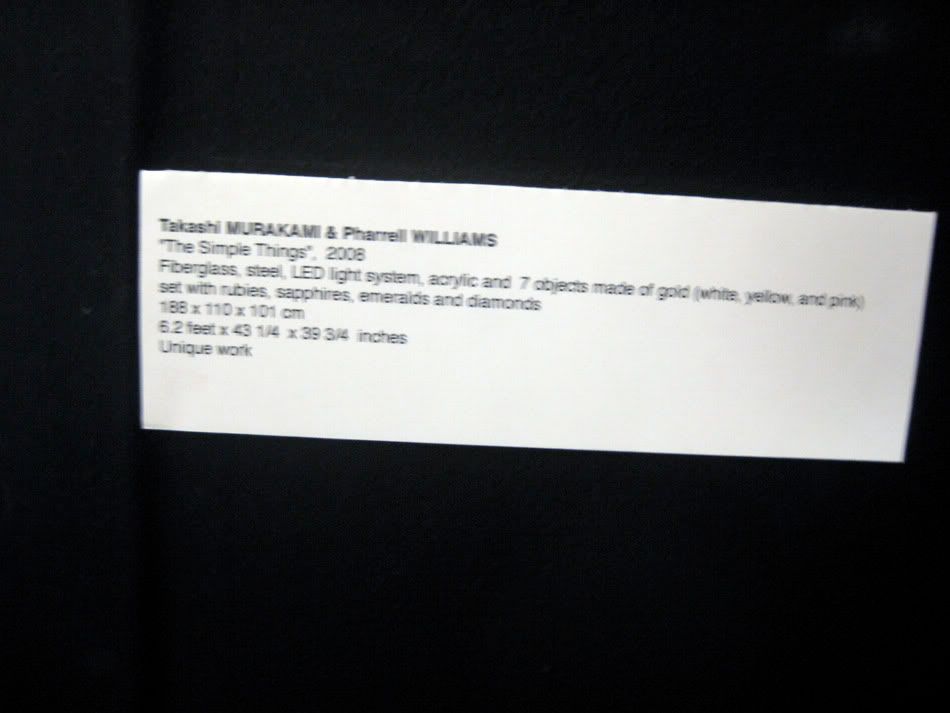 Takashi MURAKAMI & Pharrell WILLIAMS
"The Simple Things", 2008
Fiberglass, steel, LED light system, acrylic and 7 objects made of gold (white, yellow, and pink)
set with rubies, sapphires, emeralds and diamonds
188 x 110 x 101 cm
6.2 feet x 43 1/4 x 39 3/4 inches
Unique work